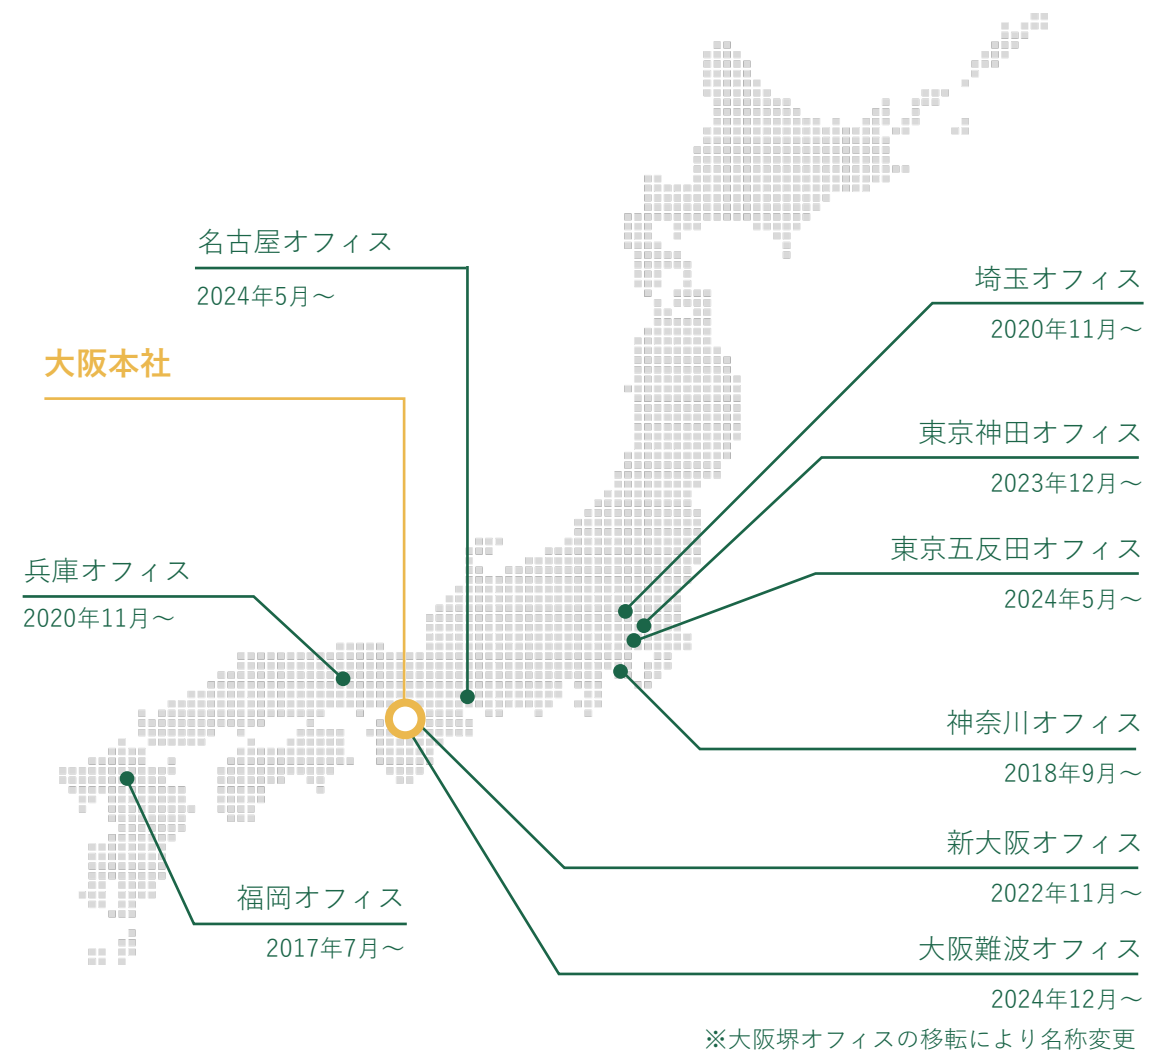 名古屋オフィス
2024年5月〜
大阪本社
兵庫オフィス
2020年11月〜
福岡オフィス
2017年7月〜
埼玉オフィス
2020年11月〜
東京神田オフィス
2023年12月〜
東京五反田オフィス
2024年5月〜
神奈川オフィス
2018年9月〜
新大阪オフィス
2022年11月〜
大阪難波オフィス
2024年12月〜
※大阪堺オフィスの移転により名称変更